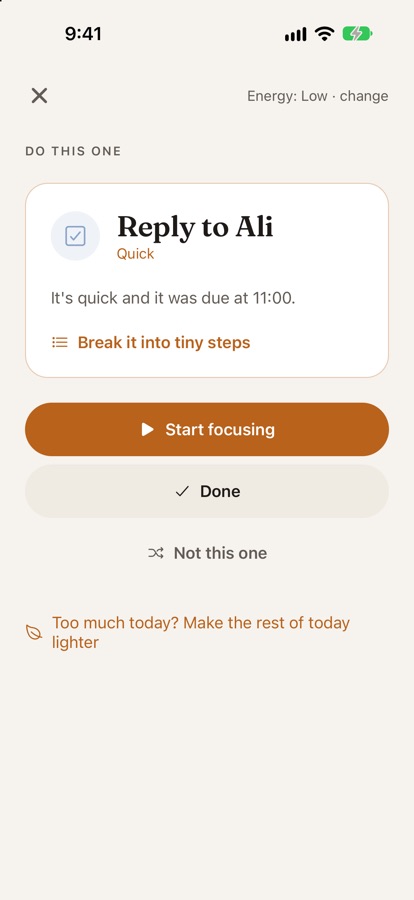 9:41
Energy: Low · change
DO THIS ONE
Reply to Ali
Quick
It's quick and it was due at 11:00.
Break it into tiny steps
Start focusing
Done
Not this one
Too much today? Make the rest of today
lighter